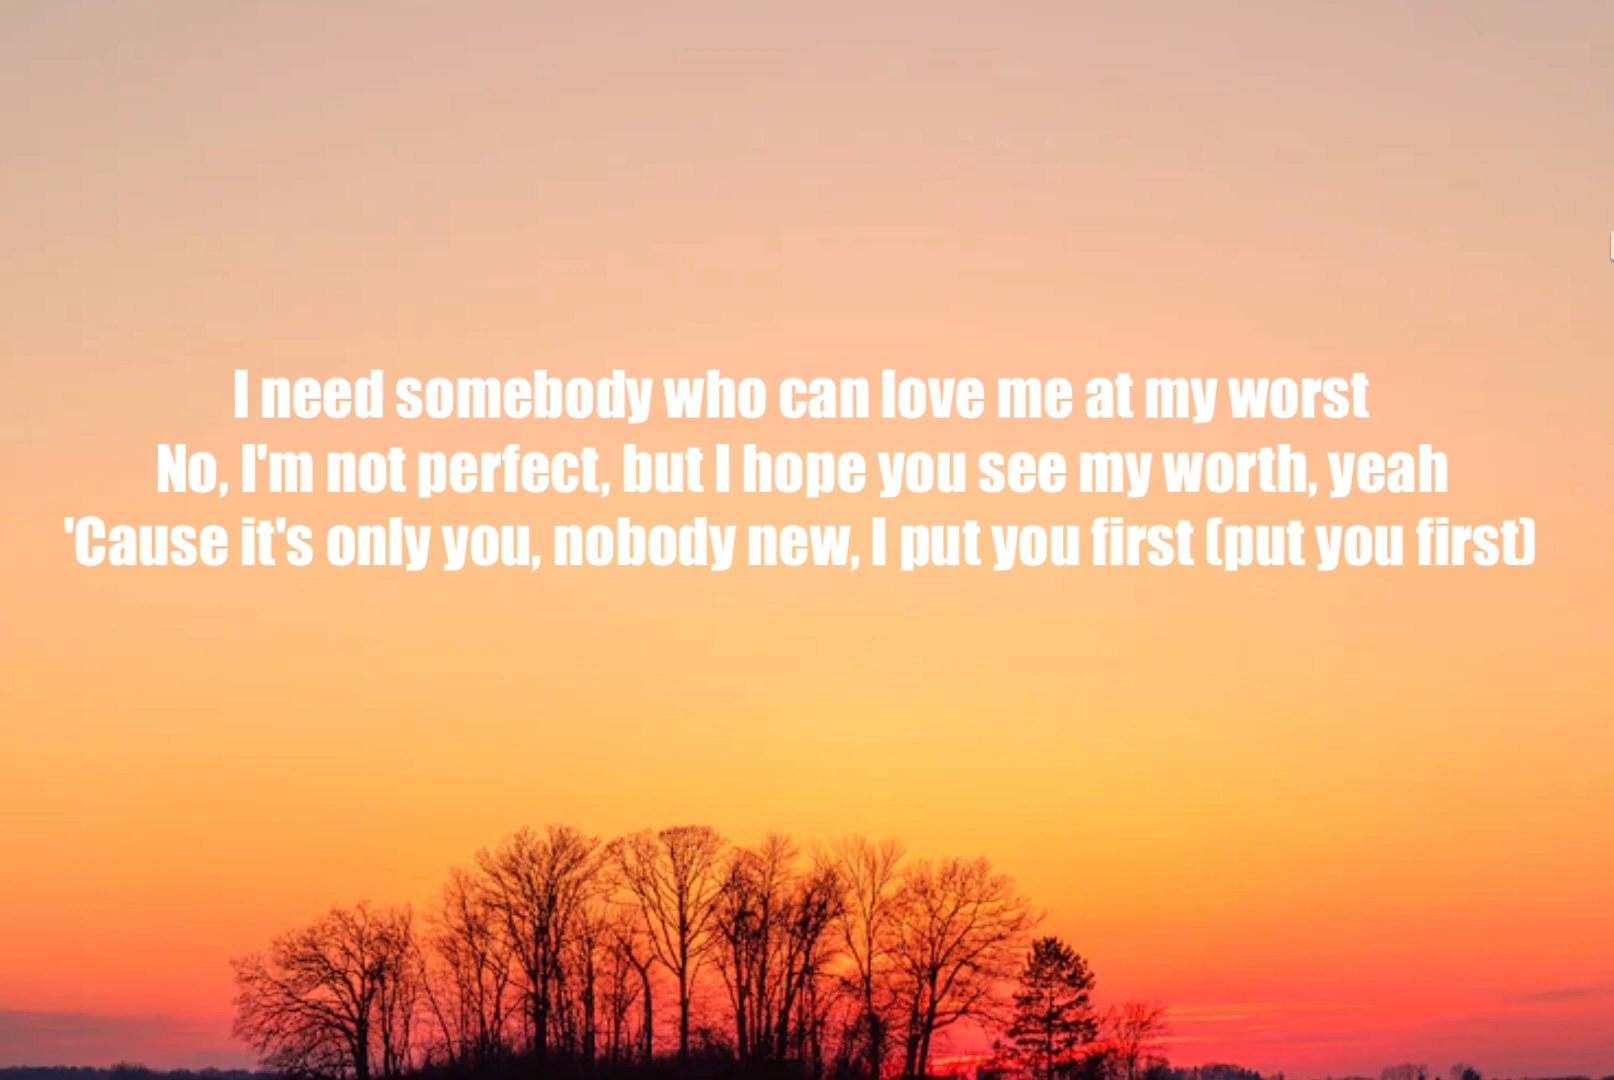 I need somebody who can love me at my worst
No, I'm not perfect, but I hope you see my worth, yeah
'Cause it's only you, nobody new, I put you first (put you first)